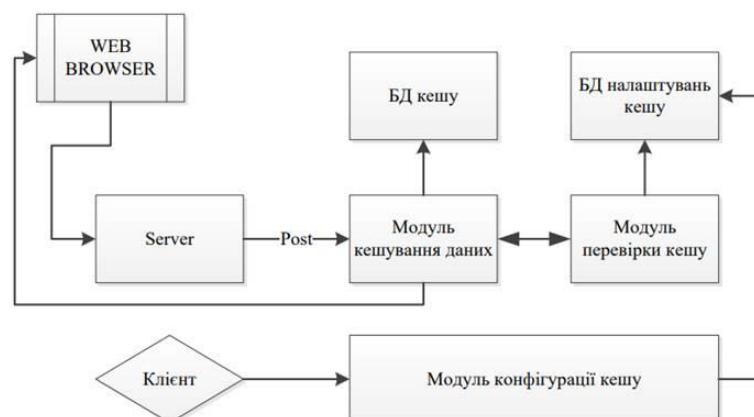 WEB
BROWSER
БД кешу
БД налаштувань
кешу
Server
Post
Модуль
кешування даних
Модуль
перевірки кешу
Клієнт
Модуль конфігурації кешу